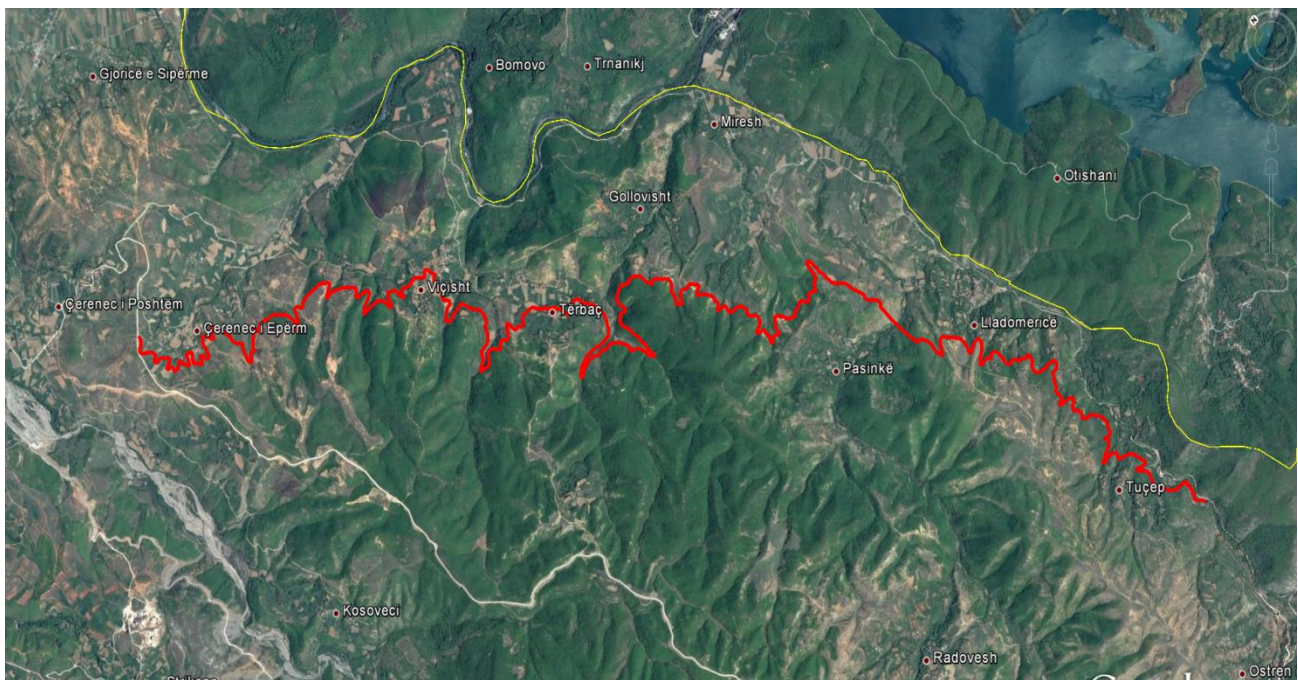 Gjoricë e Sipërme
Bomovo
Trnanikj
Miresh
Otishani
Gollovisht
Viçisht
Çerenec i Poshtëm
Tërbaç
Çerenec i Epërm
Lladomericë
Pasinkë
Tuçep
Kosoveci
Radovesh
Ostren